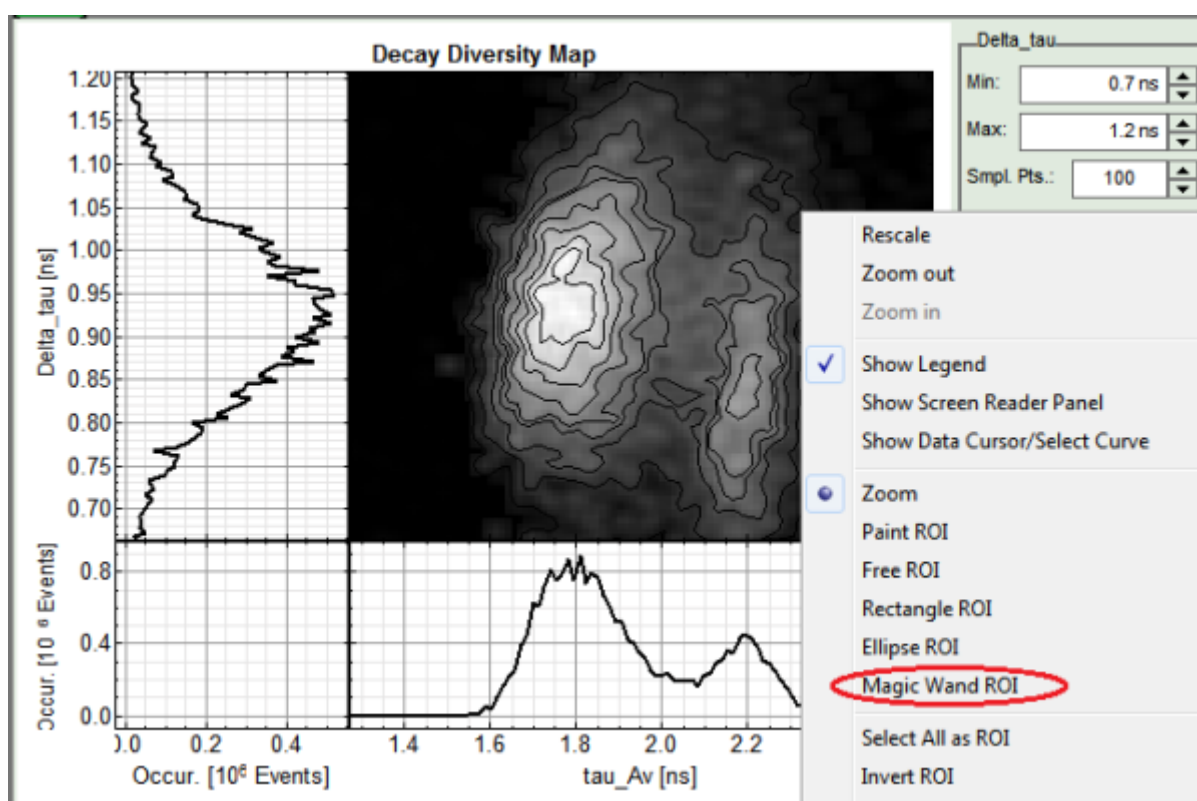 Decay Diversity Map
Delta_tau
Min: 0.7 ns
Max: 1.2 ns
Smpl. Pts.: 100
1.20
1.15
1.10
1.05
1.00
0.95
0.90
0.85
0.80
0.75
0.70
Delta_tau [ns]
Rescale
Zoom out
Zoom in
Show Legend
Show Screen Reader Panel
Show Data Cursor/Select Curve
Zoom
Paint ROI
Free ROI
Rectangle ROI
Ellipse ROI
Magic Wand ROI
Select All as ROI
Invert ROI
0.8
0.4
0.0
Occur. [10 6 Events]
0.0 0.2 0.4
Occur. [10⁶ Events]
1.4 1.6 1.8 2.0 2.2
tau_Av [ns]